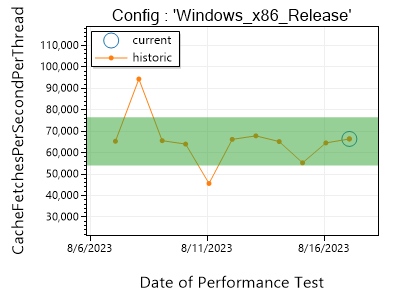 Config : 'Windows_x86_Release'
CacheFetchesPerSecondPerThread
current
historic
110,000
100,000
90,000
80,000
70,000
60,000
50,000
40,000
30,000
8/6/2023
8/11/2023
8/16/2023
Date of Performance Test